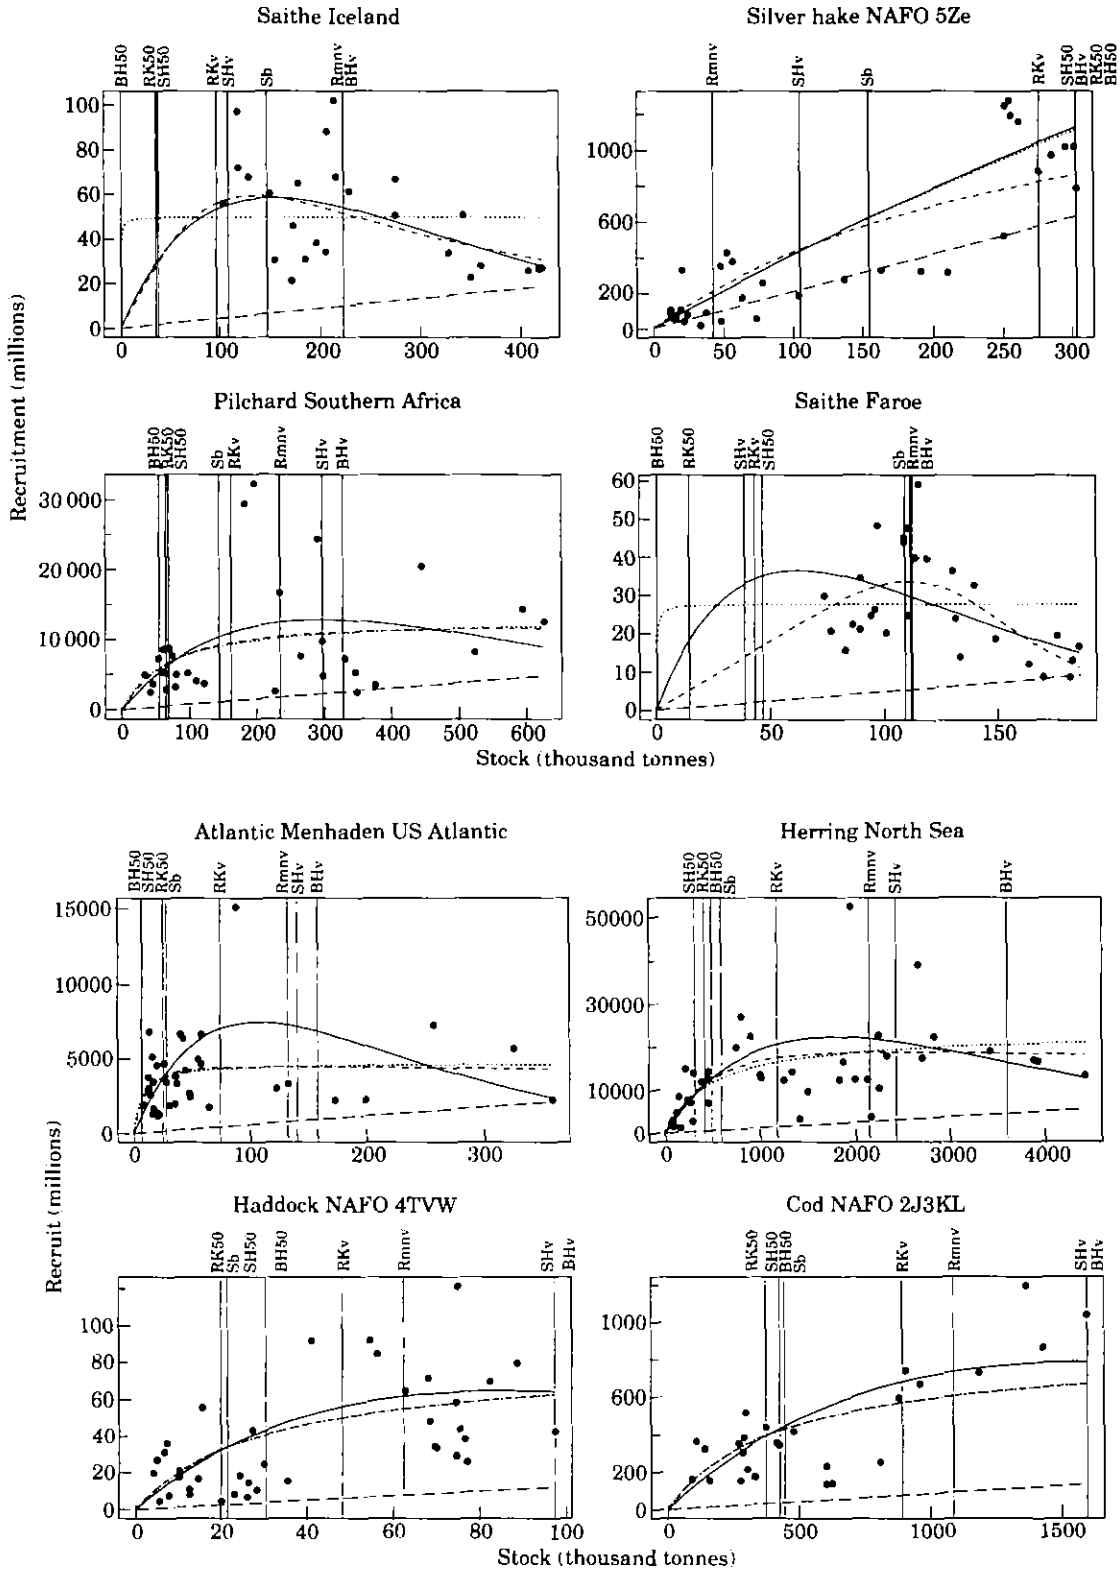 Saithe Iceland
BH50 RK50 SH50 RKv SHv Sb Rmnv BHv
100
80
60
40
20
0
0 100 200 300 400
Silver hake NAFO 5Ze
Rmnv SHv Sb RKv SH50 BHv RK50 BH50
1000
600
200
0
0 50 100 150 200 250 300
Recruitment (millions)
Pilchard Southern Africa
BH50 RK50 SH50 Sb RKv Rmnv SHv BHv
30 000
20 000
10 000
0
0 100 200 300 400 500 600
Saithe Faroe
BH50 RK50 SHv RKv SH50 Sb Rmnv BHv
60
50
40
30
20
10
0
50 100 150
Stock (thousand tonnes)
Atlantic Menhaden US Atlantic
BH50 SH50 RK50 Sb RKv Rmnv SHv BHv
15000
10000
5000
0
0 100 200 300
Herring North Sea
SH50 RK50 BH50 Sb RKv Rmnv SHv BHv
50000
30000
10000
0
0 1000 2000 3000 4000
Recruit (millions)
Haddock NAFO 4TVW
RK50 Sb SH50 BH50 RKv Rmnv SHv BHv
100
80
60
40
20
0
0 20 40 60 80 100
Cod NAFO 2J3KL
RK50 SH50 BH50 Sb RKv Rmnv SHv BHv
1000
600
200
0
0 500 1000 1500
Stock (thousand tonnes)